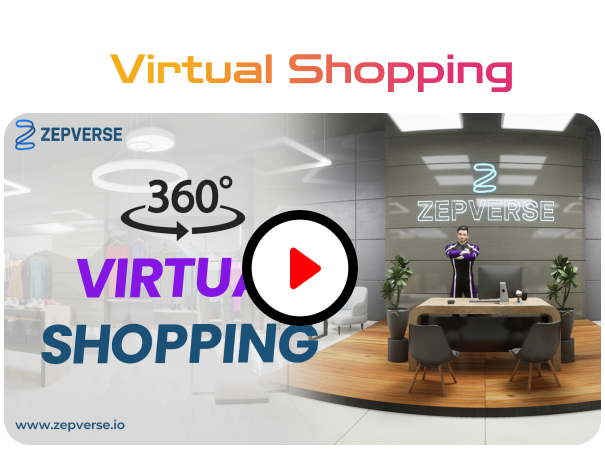 Virtual Shopping
ZEPVERSE
360°
ZEPVERSE
VIRTUA
SHOPPING
www.zepverse.io